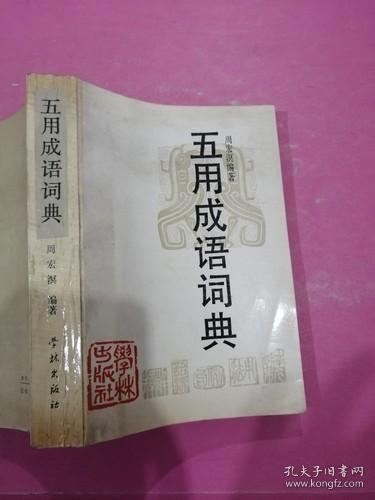 五用成语词典
周宏溟 编著
学林出版社
五用成语词典
周宏溟编著
學林
出版社
孔夫子旧书网
www.kongfz.com